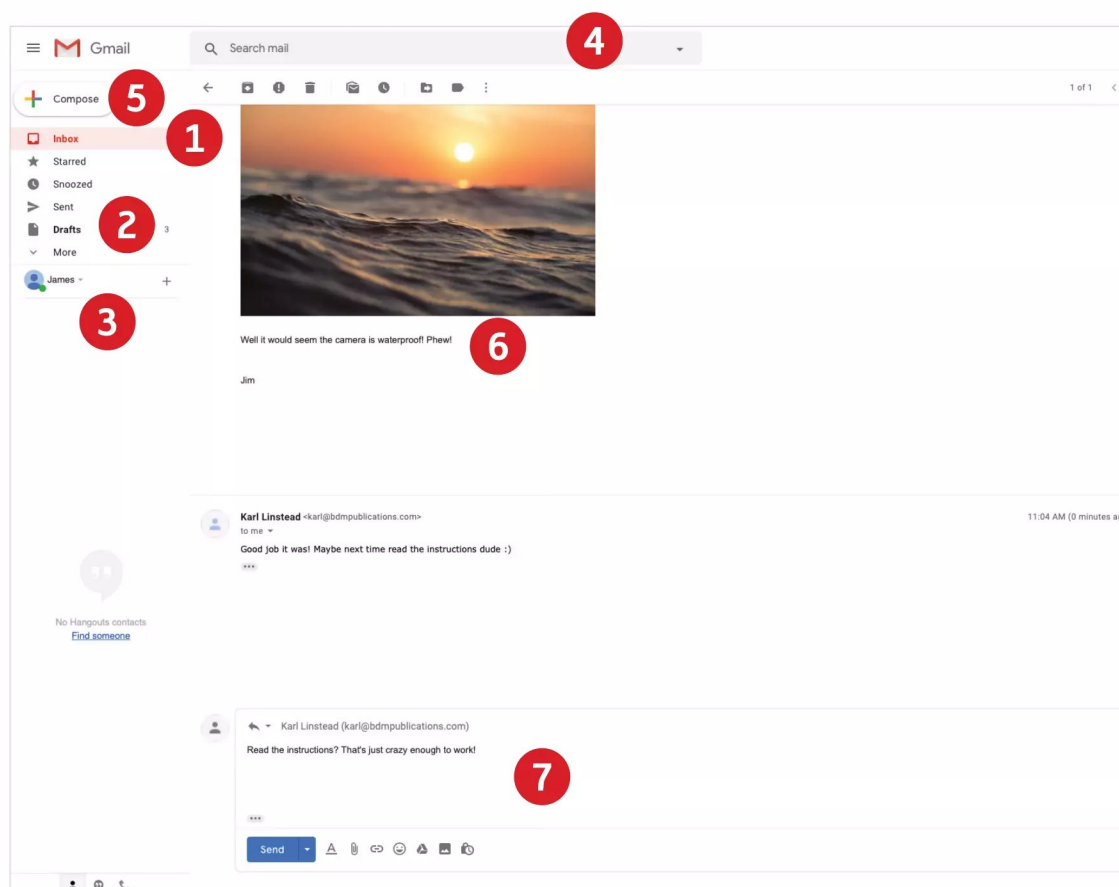 4
Gmail
Search mail
5
Compose
1 of 1
1
Inbox
Starred
Snoozed
Sent
2
Drafts 3
More
James
3
6
Well it would seem the camera is waterproof! Phew!
Jim
Karl Linstead <karl@bdmpublications.com>
11:04 AM (0 minutes a
to me
Good job it was! Maybe next time read the instructions dude :)
No Hangouts contacts
Find someone
Karl Linstead (karl@bdmpublications.com)
Read the instructions? That's just crazy enough to work!
7
Send